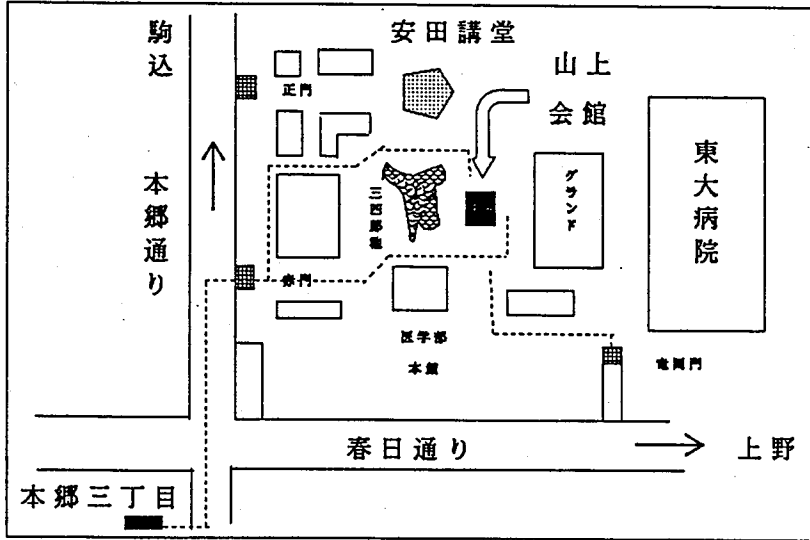 駒込
安田講堂
山上
会館
正門
本郷通り
三四郎池
グランド
東大病院
赤門
医学部
本館
竜岡門
春日通り
上野
本郷三丁目